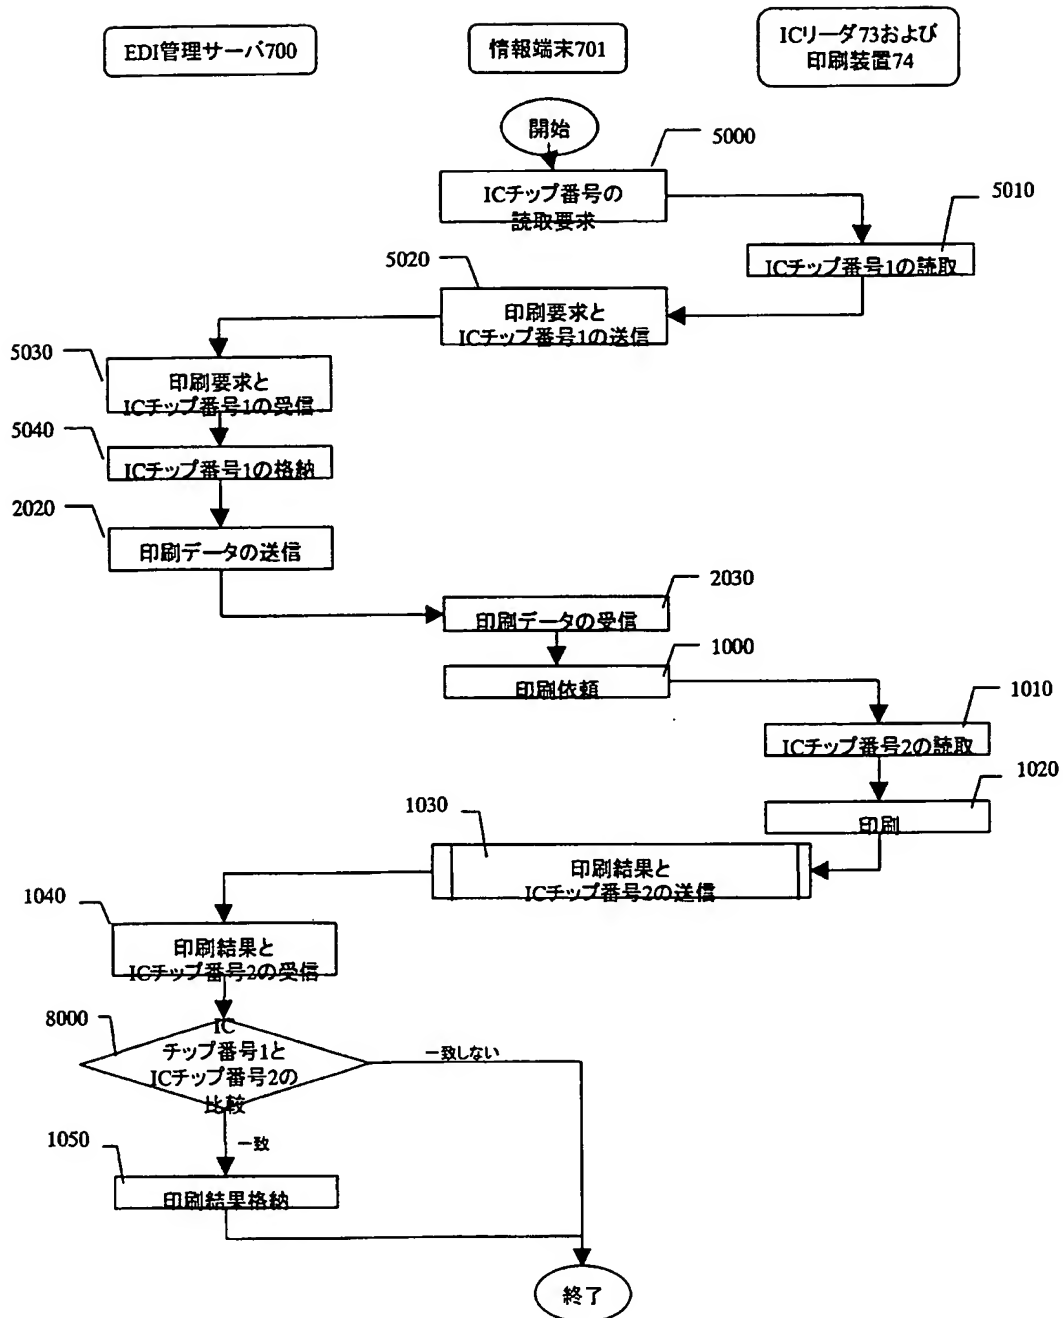 EDI管理サーバ700
情報端末701
ICリーダ73および
印刷装置74
開始
5000
ICチップ番号の
読取要求
5010
ICチップ番号1の読取
5020
印刷要求と
ICチップ番号1の送信
5030
印刷要求と
ICチップ番号1の受信
5040
ICチップ番号1の格納
2020
印刷データの送信
2030
印刷データの受信
1000
印刷依頼
1010
ICチップ番号2の読取
1020
印刷
1030
印刷結果と
ICチップ番号2の送信
1040
印刷結果と
ICチップ番号2の受信
8000
IC
チップ番号1と
ICチップ番号2の
比較
一致しない
一致
1050
印刷結果格納
終了